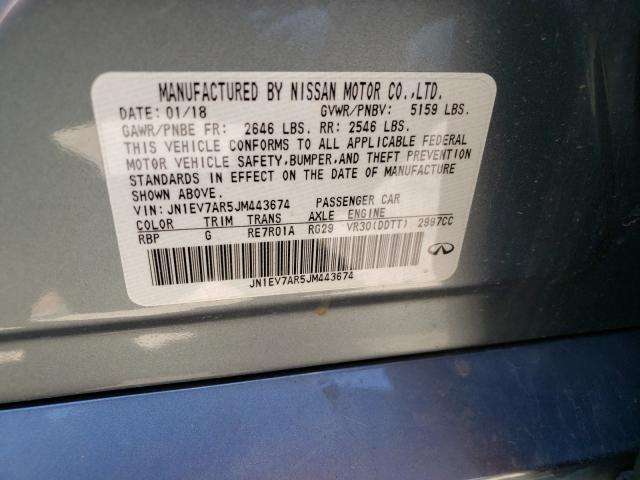 MANUFACTURED BY NISSAN MOTOR CO.,LTD.
DATE: 01/18 GVWR/PNBV: 5159 LBS.
GAWR/PNBE FR: 2646 LBS. RR: 2546 LBS.
THIS VEHICLE CONFORMS TO ALL APPLICABLE FEDERAL
MOTOR VEHICLE SAFETY,BUMPER,AND THEFT PREVENTION
STANDARDS IN EFFECT ON THE DATE OF MANUFACTURE
SHOWN ABOVE.
VIN: JN1EV7AR5JM443674 PASSENGER CAR
COLOR TRIM TRANS AXLE ENGINE
RBP G RE7R01A RG29 VR30(DDTT) 2997CC
JN1EV7AR5JM443674